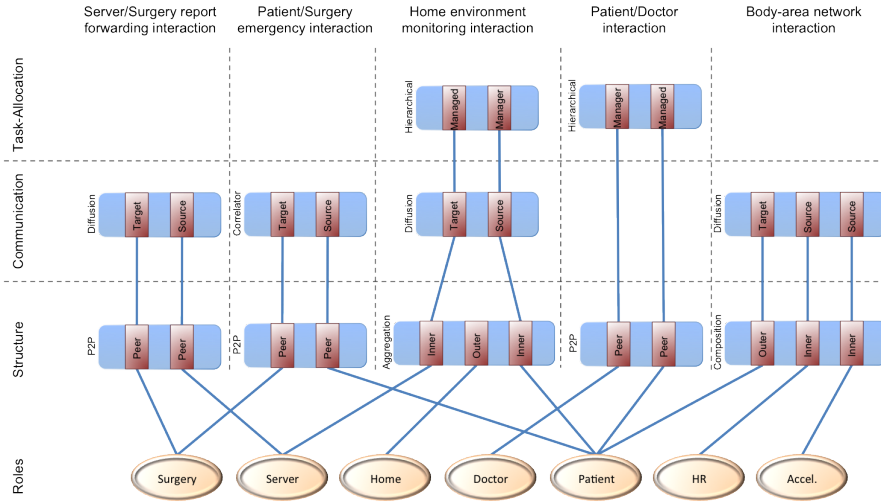 Server/Surgery report
forwarding interaction
Patient/Surgery
emergency interaction
Home environment
monitoring interaction
Patient/Doctor
interaction
Body-area network
interaction
Task-Allocation
Hierarchical
Managed
Manager
Hierarchical
Manager
Managed
Communication
Diffusion
Target
Source
Correlator
Target
Source
Diffusion
Target
Source
Diffusion
Target
Source
Source
Structure
P2P
Peer
Peer
P2P
Peer
Peer
Aggregation
Inner
Outer
Inner
P2P
Peer
Peer
Composition
Outer
Inner
Inner
Roles
Surgery
Server
Home
Doctor
Patient
HR
Accel.